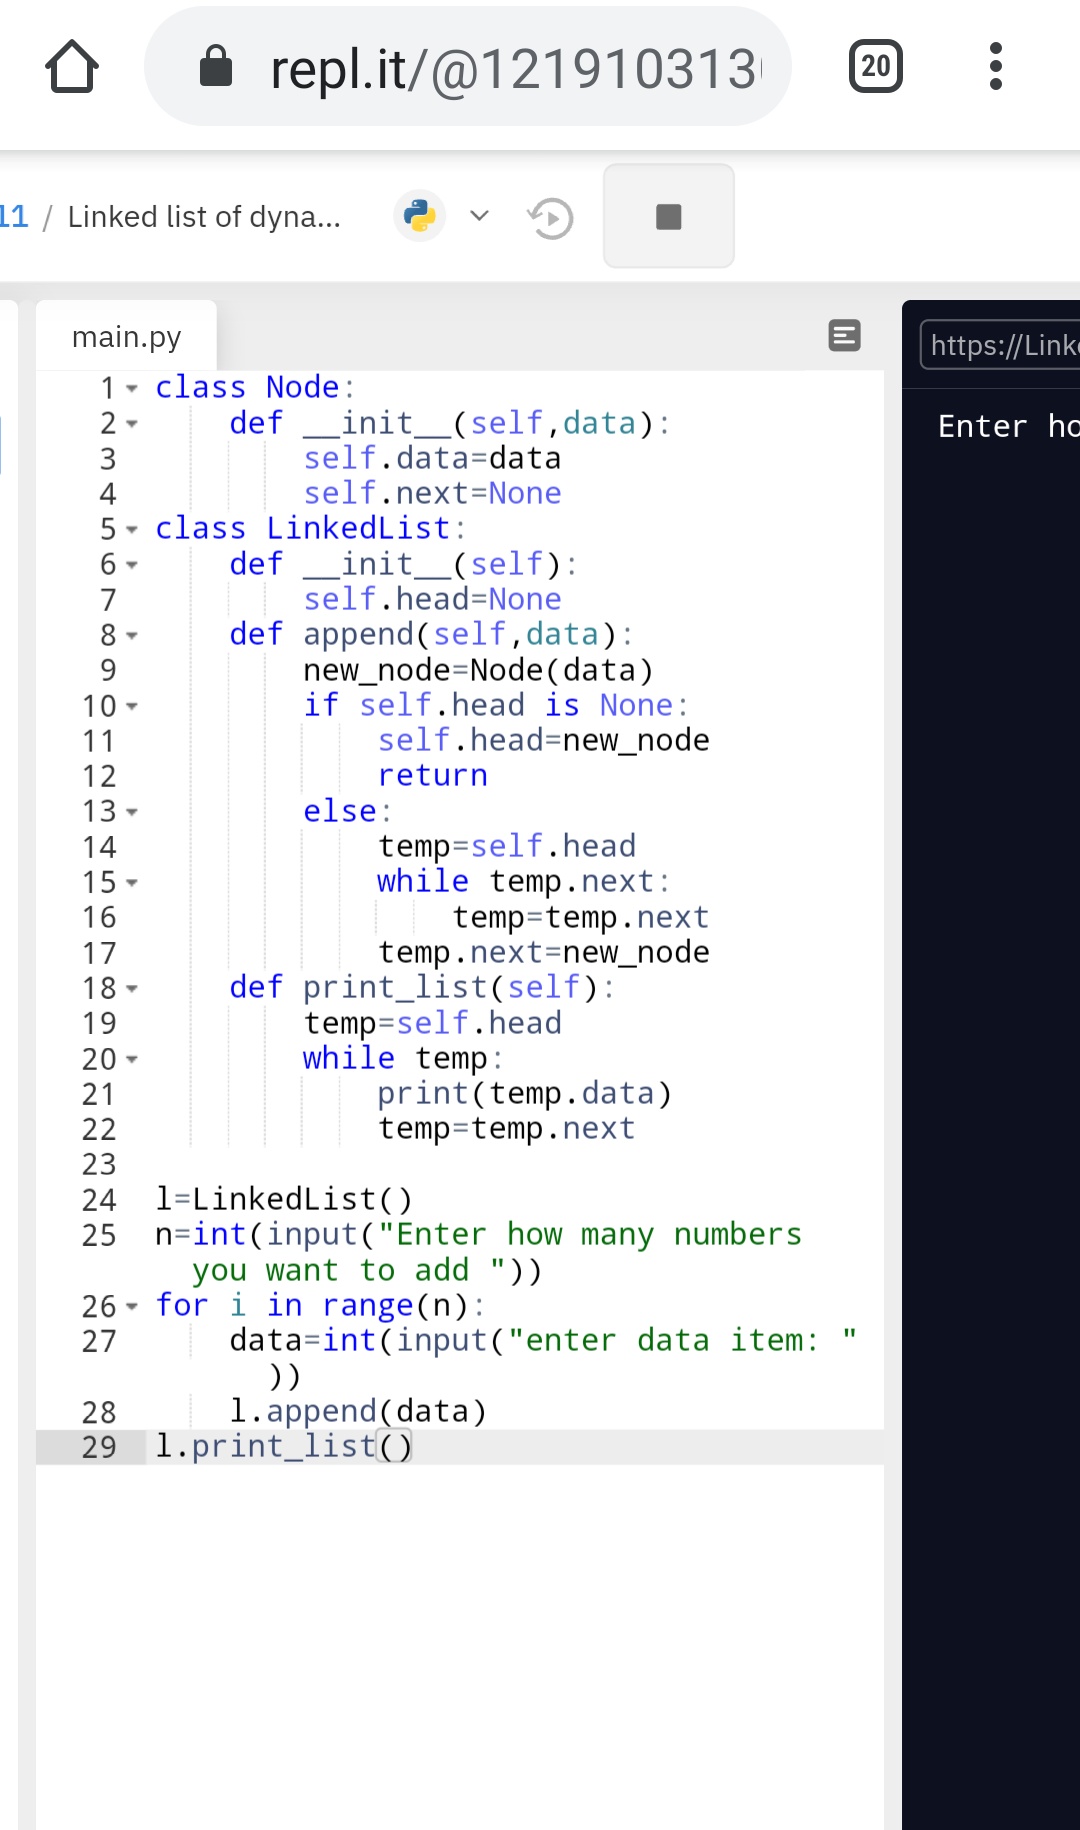 repl.it/@121910313
20
11 / Linked list of dyna...
main.py
https://Link
1 class Node:
2     def __init__(self,data):
3         self.data=data
4         self.next=None
5 class LinkedList:
6     def __init__(self):
7         self.head=None
8     def append(self,data):
9         new_node=Node(data)
10         if self.head is None:
11             self.head=new_node
12             return
13         else:
14             temp=self.head
15             while temp.next:
16                 temp=temp.next
17             temp.next=new_node
18     def print_list(self):
19         temp=self.head
20         while temp:
21             print(temp.data)
22             temp=temp.next
23
24 l=LinkedList()
25 n=int(input("Enter how many numbers
you want to add "))
26 for i in range(n):
27     data=int(input("enter data item: "
))
28     l.append(data)
29 l.print_list()
Enter ho